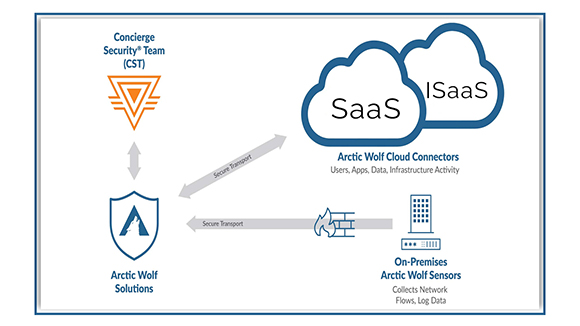 Concierge
Security® Team
(CST)
SaaS
ISaaS
Secure Transport
Arctic Wolf Cloud Connectors
Users, Apps, Data, Infrastructure Activity
Secure Transport
Arctic Wolf
Solutions
On-Premises
Arctic Wolf Sensors
Collects Network
Flows, Log Data